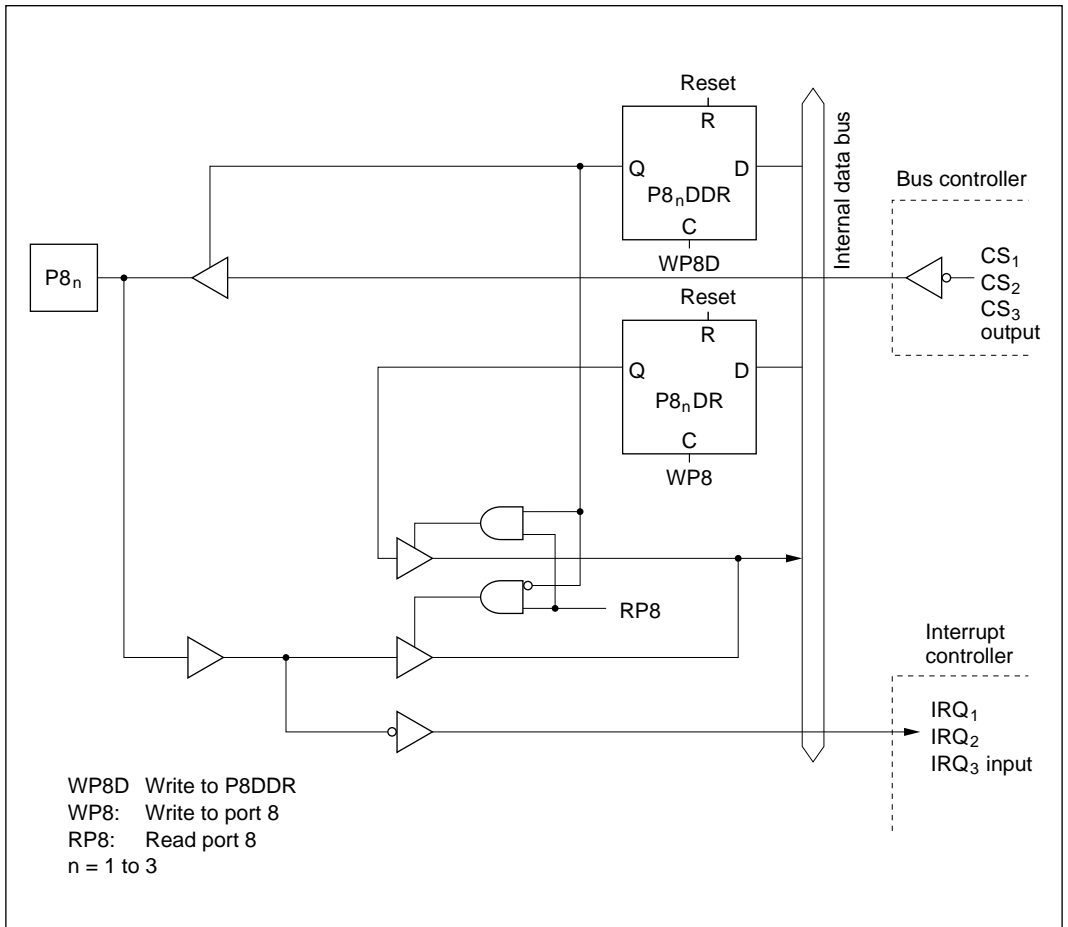 Reset
R
Q
D
P8nDDR
C
WP8D
Internal data bus
Bus controller
CS1
CS2
CS3
output
P8n
Reset
R
Q
D
P8nDR
C
WP8
RP8
Interrupt
controller
IRQ1
IRQ2
IRQ3 input
WP8D Write to P8DDR
WP8: Write to port 8
RP8: Read port 8
n = 1 to 3